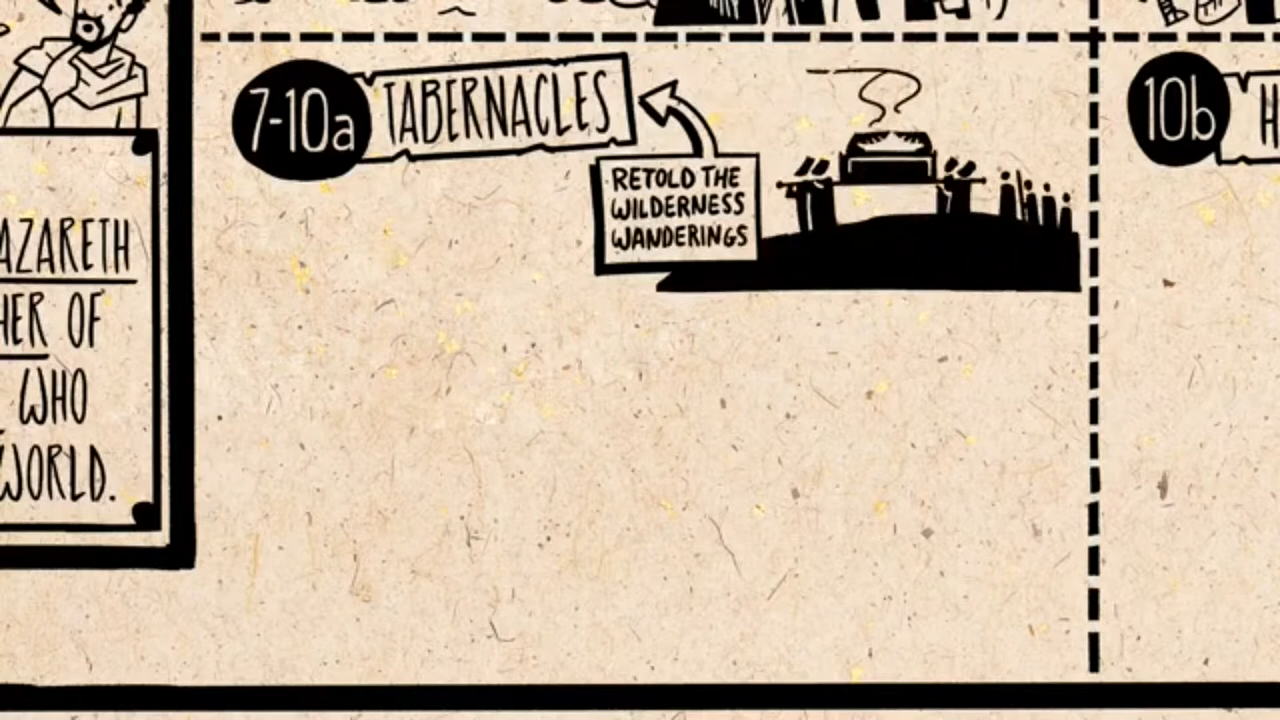 7-10a TABERNACLES
RETOLD THE
WILDERNESS
WANDERINGS
10b H
AZARETH
HER OF
WHO
WORLD.